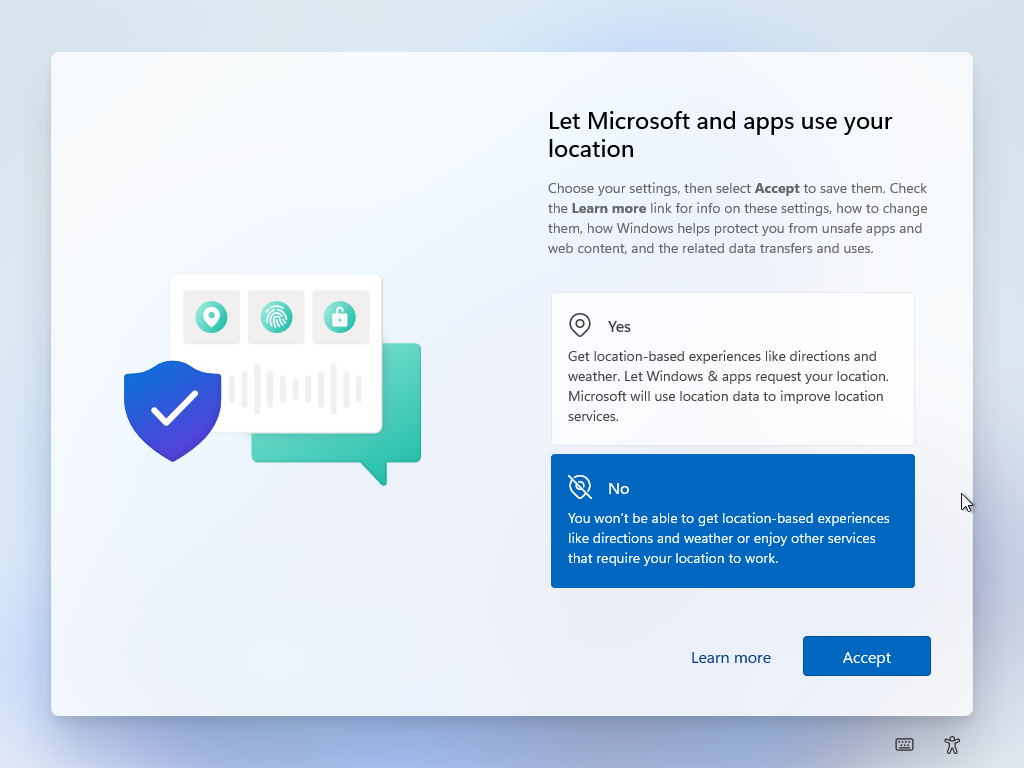 Let Microsoft and apps use your
location
Choose your settings, then select Accept to save them. Check
the Learn more link for info on these settings, how to change
them, how Windows helps protect you from unsafe apps and
web content, and the related data transfers and uses.
Yes
Get location-based experiences like directions and
weather. Let Windows & apps request your location.
Microsoft will use location data to improve location
services.
No
You won’t be able to get location-based experiences
like directions and weather or enjoy other services
that require your location to work.
Learn more
Accept